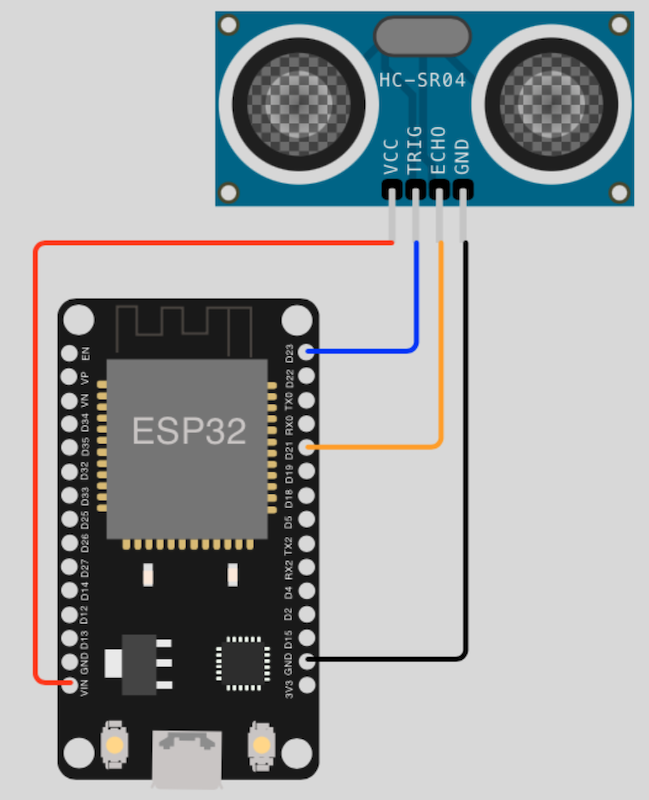 HC-SR04
VCC
TRIG
ECHO
GND
ESP32
EN
VP
VN
D34
D35
D32
D33
D25
D26
D27
D14
D12
D13
GND
VIN
D23
D22
TX0
RX0
D21
D19
D18
D5
TX2
RX2
D4
D2
D15
GND
3V3